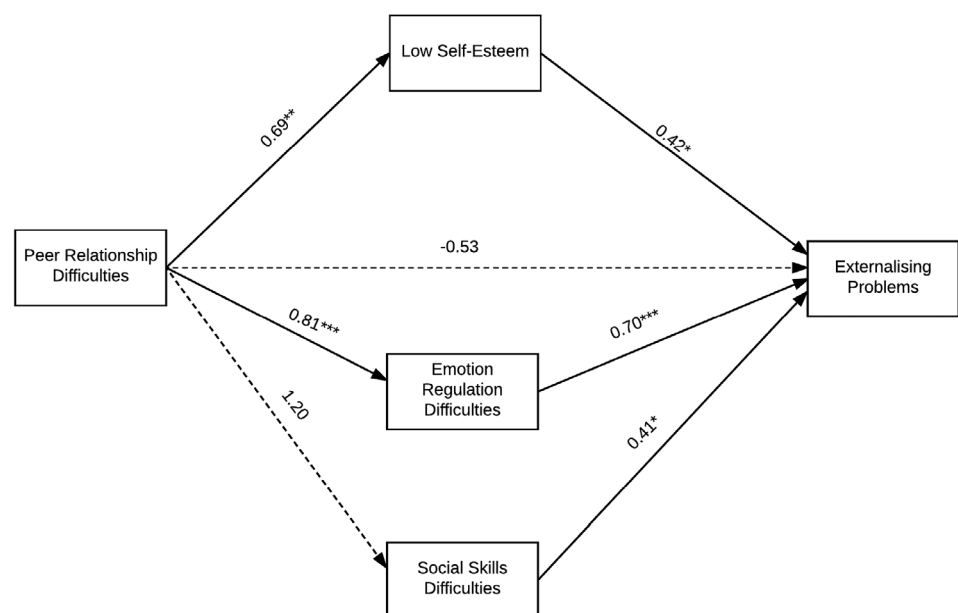 Low Self-Esteem
0.69**
0.42*
Peer Relationship
Difficulties
-0.53
Externalising
Problems
0.81***
0.70***
Emotion
Regulation
Difficulties
1.20
0.41*
Social Skills
Difficulties